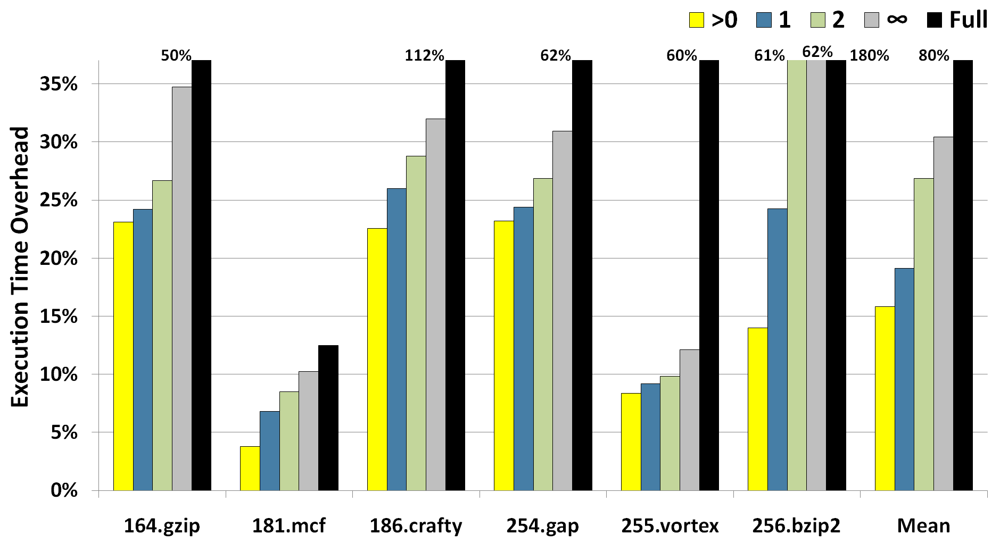 >0 1 2 ∞ Full
50% 112% 62% 60% 61% 62% 180% 80%
35%
30%
25%
20%
15%
10%
5%
0%
Execution Time Overhead
164.gzip 181.mcf 186.crafty 254.gap 255.vortex 256.bzip2 Mean